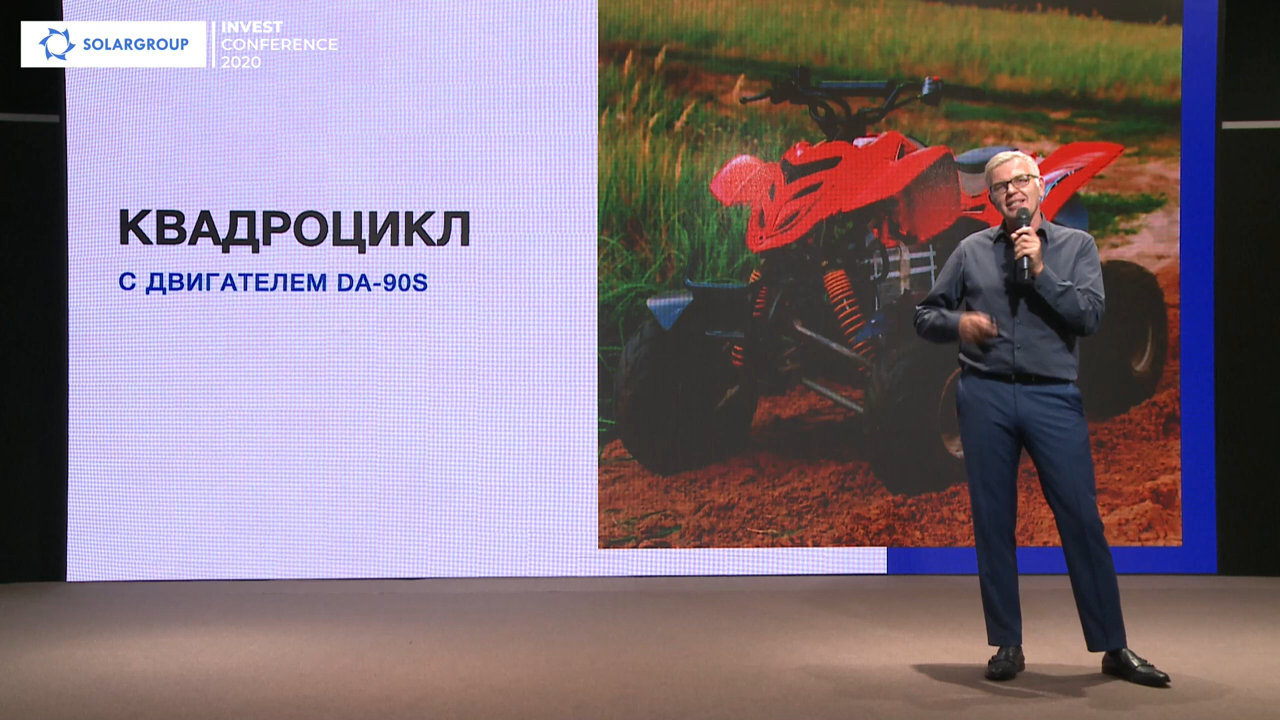 SOLARGROUP
INVEST
CONFERENCE
2020
КВАДРОЦИКЛ
С ДВИГАТЕЛЕМ DA-90S